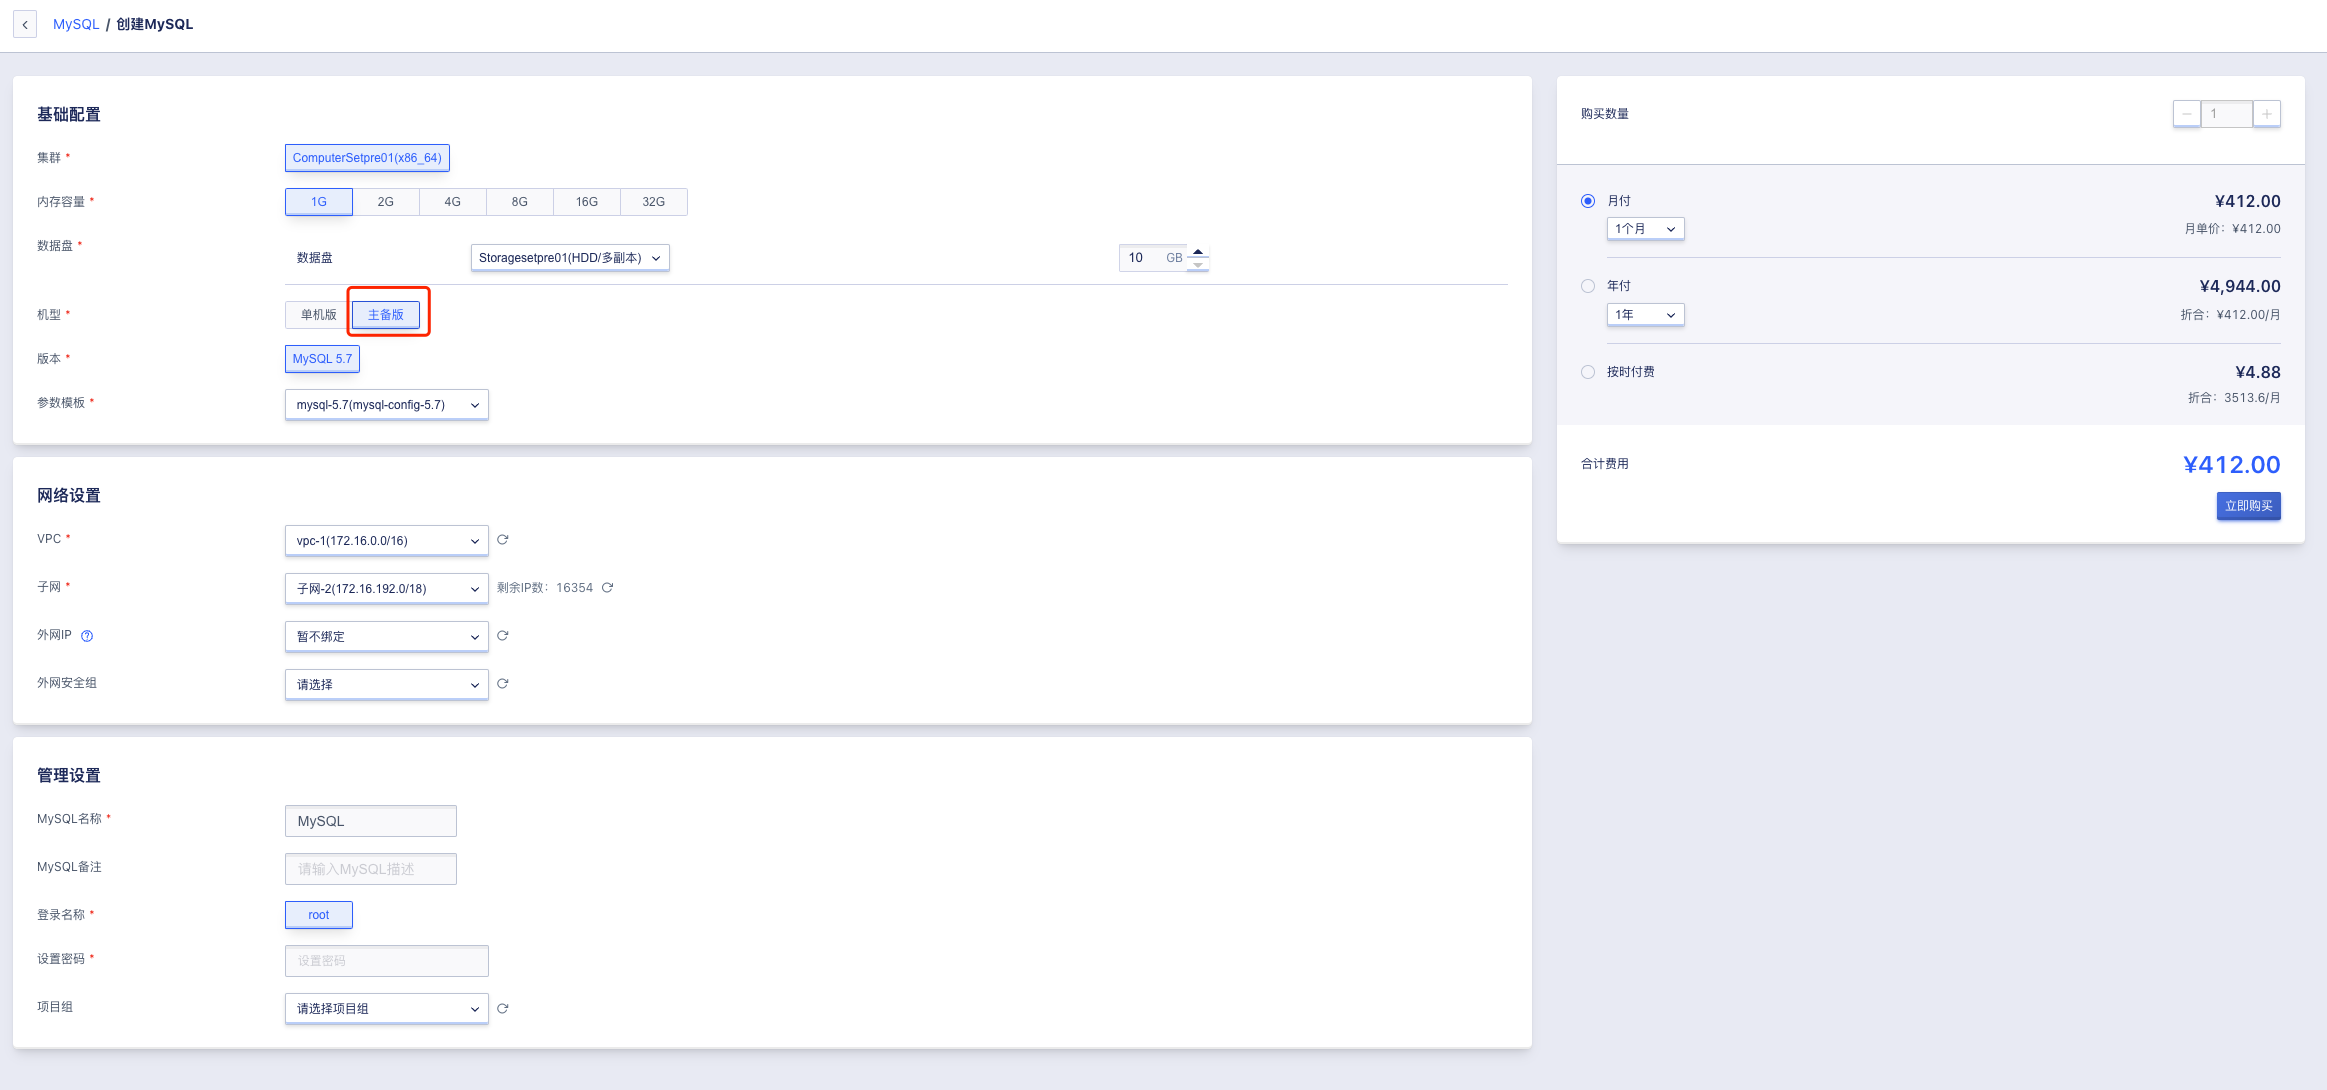 MySQL / 创建MySQL
基础配置
集群 * ComputerSetpre01(x86_64)
内存容量 * 1G 2G 4G 8G 16G 32G
数据盘 *
数据盘 Storagesetpre01(HDD/多副本) 10 GB
机型 * 单机版 主备版
版本 * MySQL 5.7
参数模板 * mysql-5.7(mysql-config-5.7)
网络设置
VPC * vpc-1(172.16.0.0/16)
子网 * 子网-2(172.16.192.0/18) 剩余IP数：16354
外网IP ? 暂不绑定
外网安全组 请选择
管理设置
MySQL名称 * MySQL
MySQL备注 请输入MySQL描述
登录名称 * root
设置密码 * 设置密码
项目组 请选择项目组
购买数量 − 1 +
月付 ¥412.00
1个月 月单价：¥412.00
年付 ¥4,944.00
1年 折合：¥412.00/月
按时付费 ¥4.88
折合：3513.6/月
合计费用 ¥412.00
立即购买